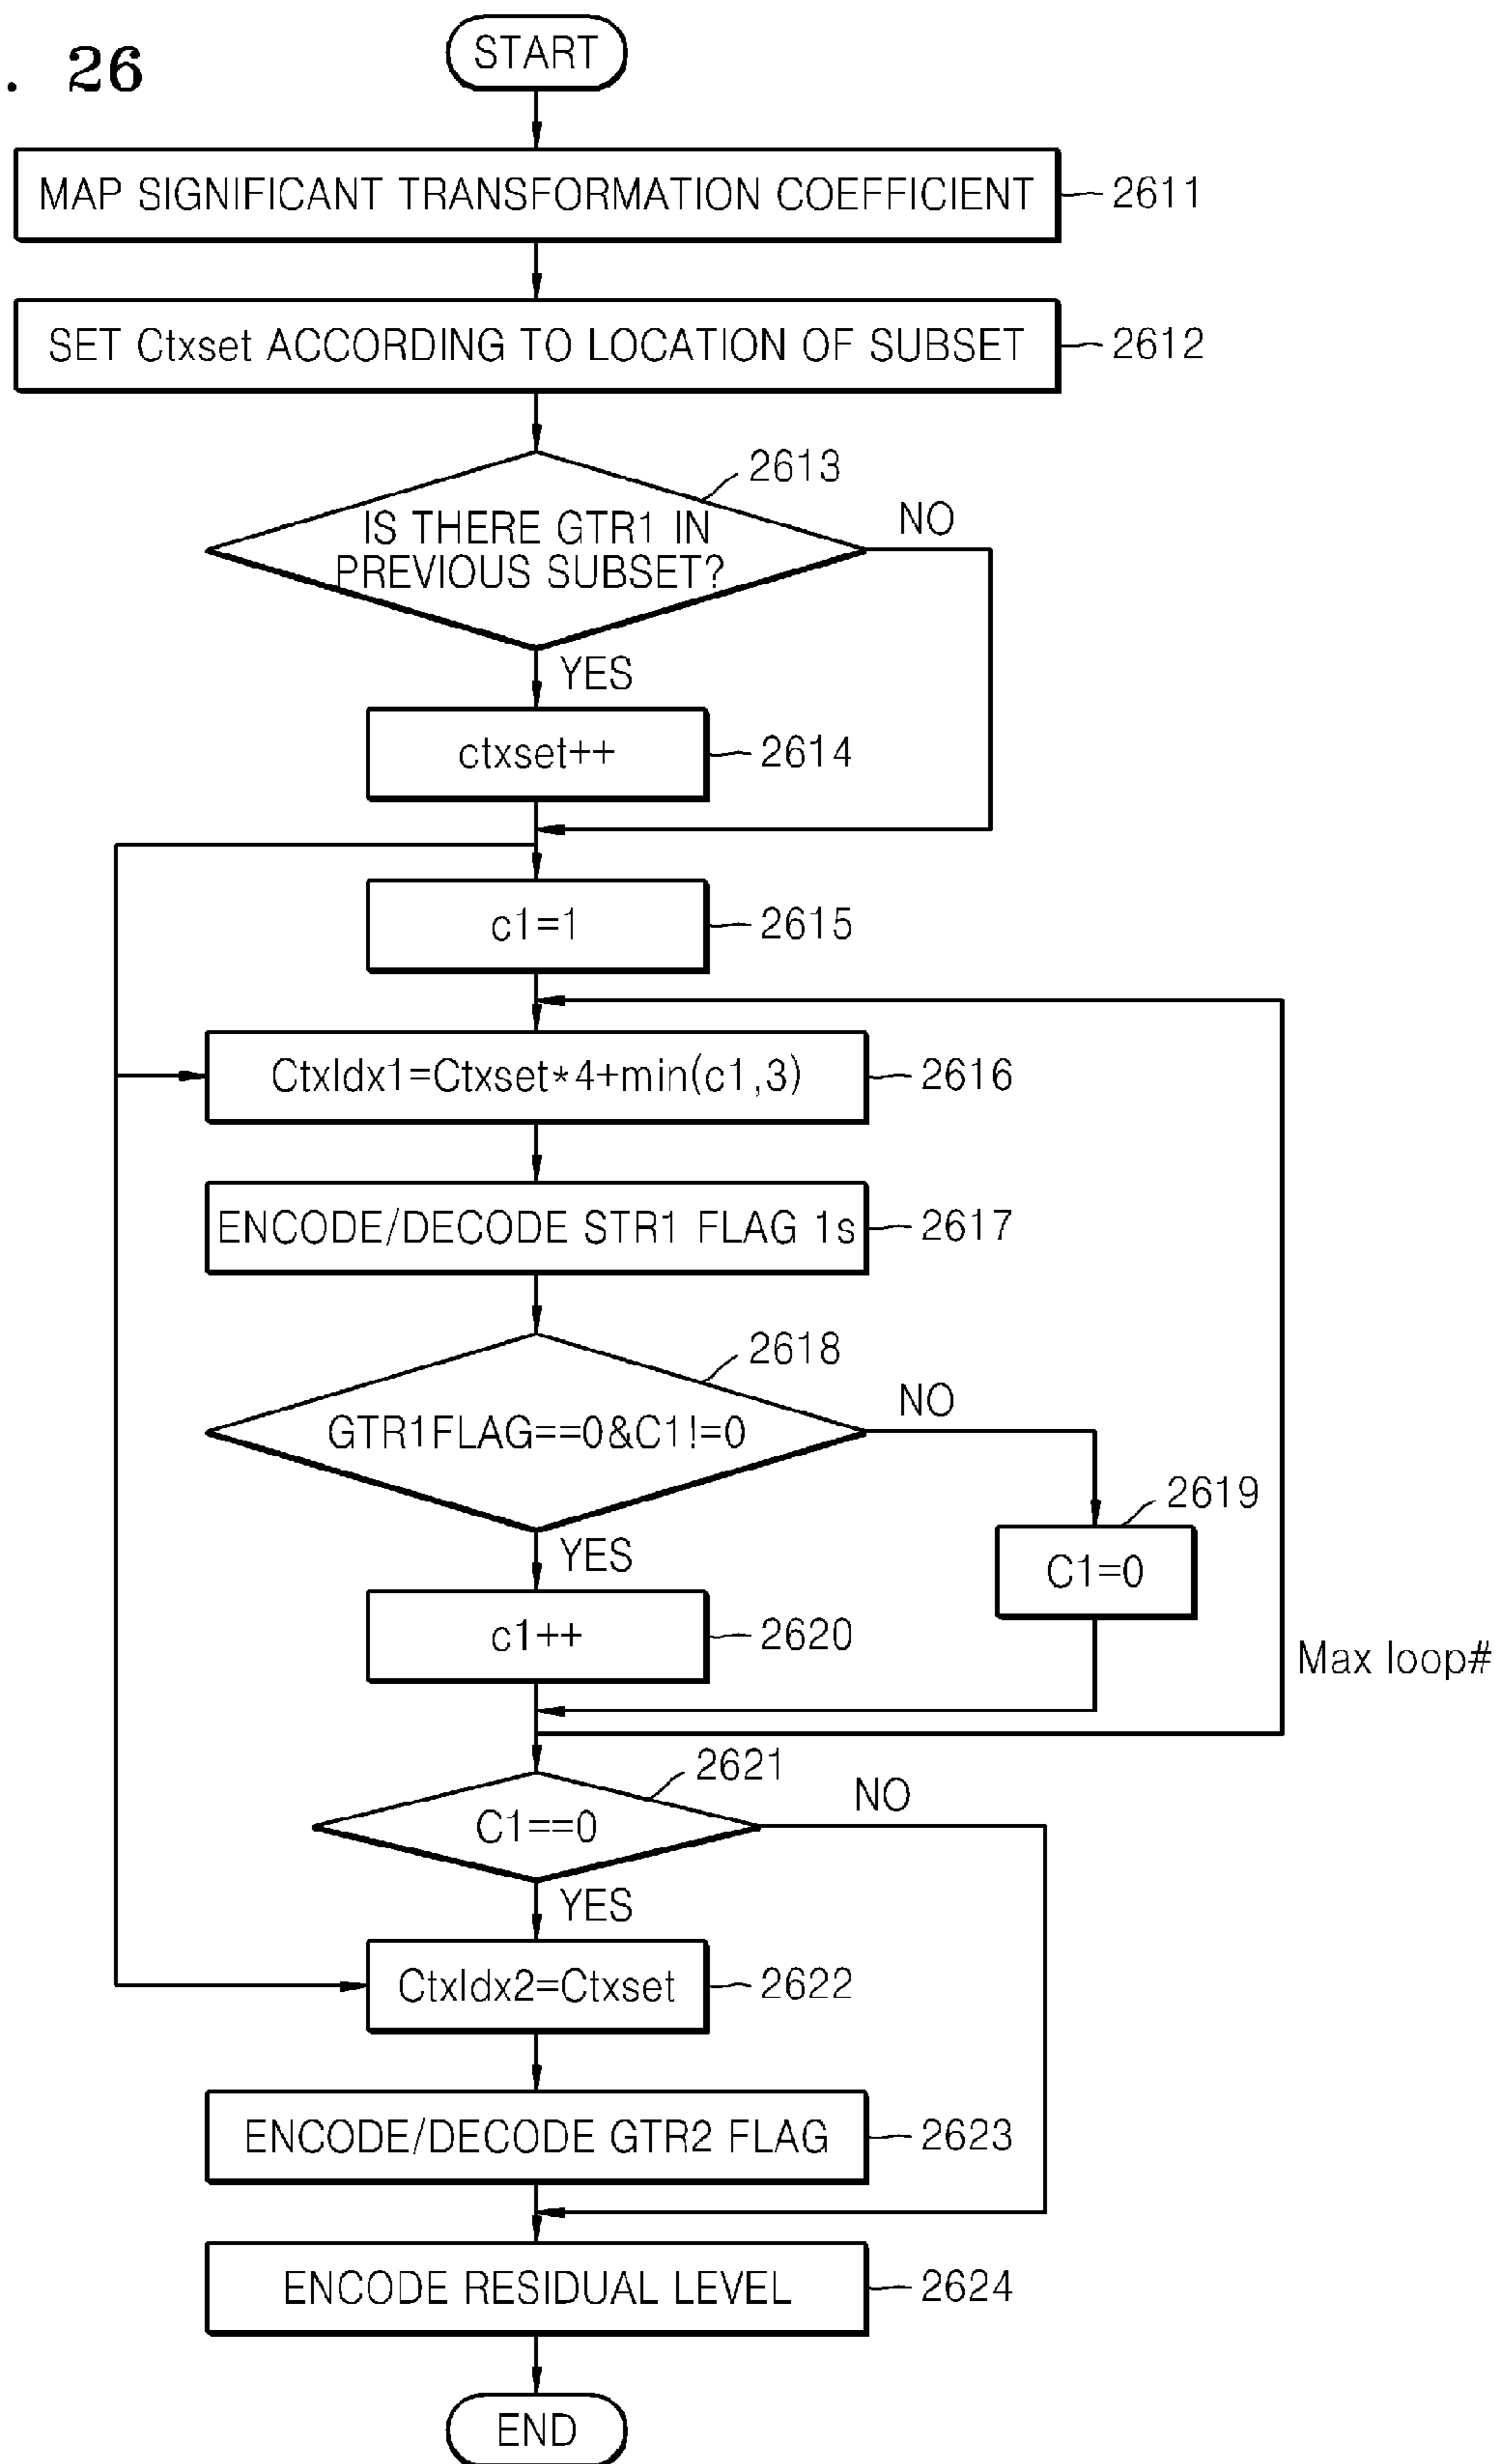 . 26
START
MAP SIGNIFICANT TRANSFORMATION COEFFICIENT
2611
SET Ctxset ACCORDING TO LOCATION OF SUBSET
2612
2613
IS THERE GTR1 IN
PREVIOUS SUBSET?
NO
YES
ctxset++
2614
c1=1
2615
CtxIdx1=Ctxset*4+min(c1,3)
2616
ENCODE/DECODE STR1 FLAG 1s
2617
2618
GTR1FLAG==0&C1!=0
NO
2619
C1=0
YES
c1++
2620
Max loop#
2621
C1==0
NO
YES
CtxIdx2=Ctxset
2622
ENCODE/DECODE GTR2 FLAG
2623
ENCODE RESIDUAL LEVEL
2624
END